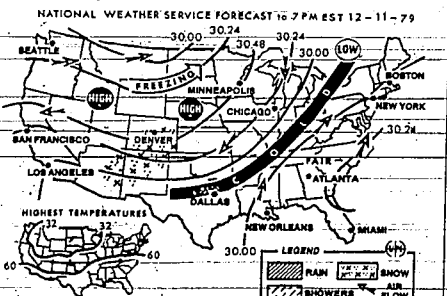 NATIONAL WEATHER SERVICE FORECAST to 7 PM EST 12-11-79
SEATTLE
30.00
30.24
30.48
30.24
30.00
LOW
FREEZING
BOSTON
MINNEAPOLIS
HIGH
HIGH
CHICAGO
NEW YORK
SAN FRANCISCO
DENVER
COLD
LOS ANGELES
FAIR
ATLANTA
DALLAS
HIGHEST TEMPERATURES
32
32
NEW ORLEANS
MIAMI
60
60
30.00
LEGEND
RAIN
SNOW
SHOWERS
AIR
FLOW